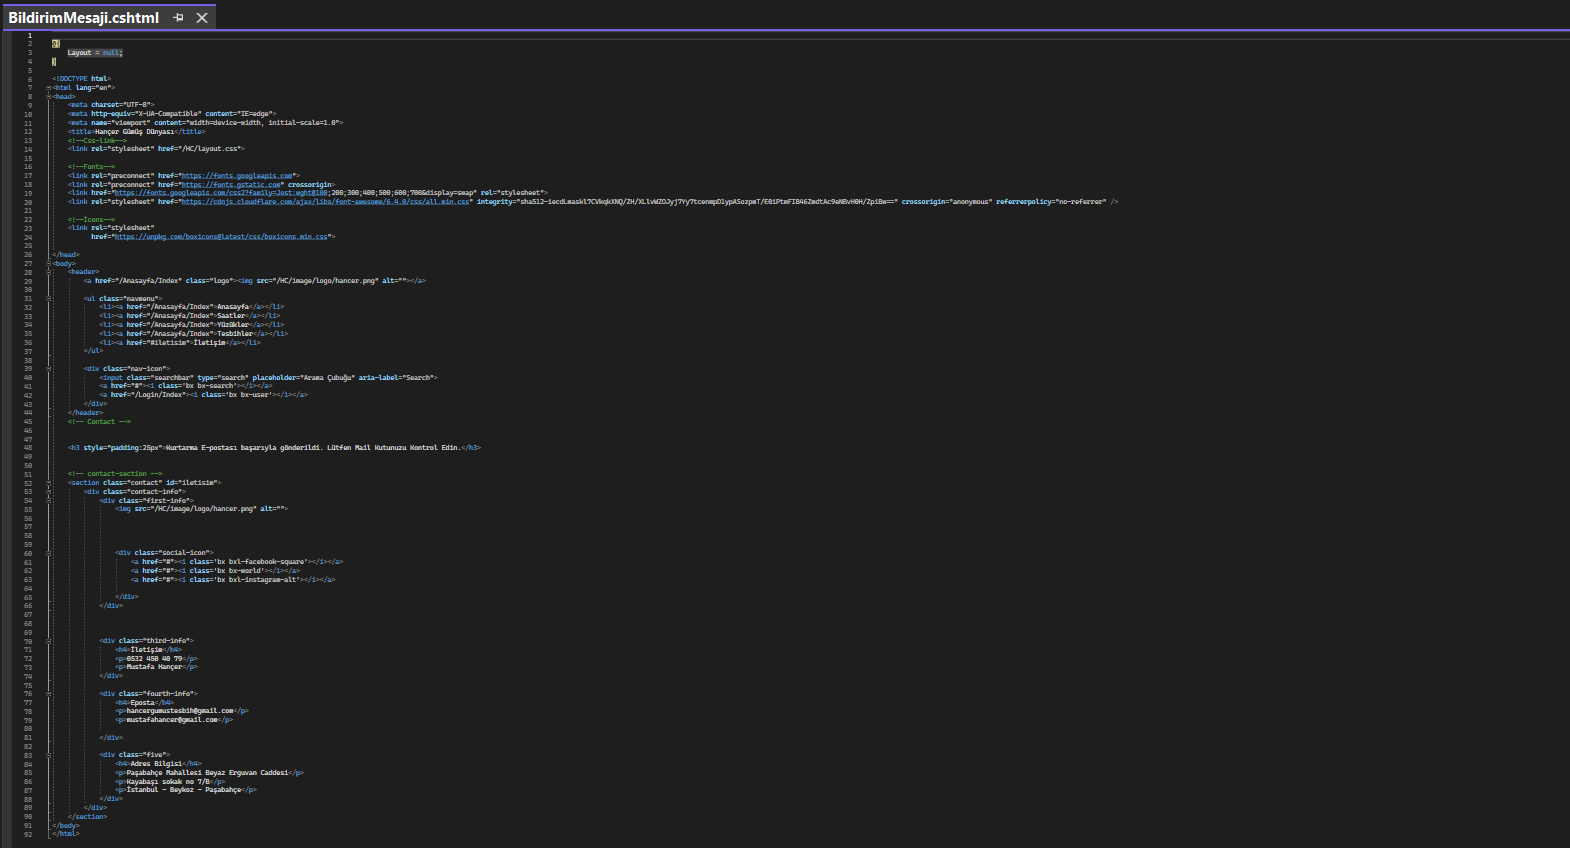 BildirimMesaji.cshtml
1
2 @{
3 Layout = null;
4 }
5
6 <!DOCTYPE html>
7 <html lang="en">
8 <head>
9 <meta charset="UTF-8">
10 <meta http-equiv="X-UA-Compatible" content="IE=edge">
11 <meta name="viewport" content="width=device-width, initial-scale=1.0">
12 <title>Hançer Gümüş Dünyası</title>
13 <!--Css-link-->
14 <link rel="stylesheet" href="/HC/layout.css">
15
16 <!--Fonts-->
17 <link rel="preconnect" href="https://fonts.googleapis.com">
18 <link rel="preconnect" href="https://fonts.gstatic.com" crossorigin>
19 <link href="https://fonts.googleapis.com/css2?family=Jost:wght@100;200;300;400;500;600;700&display=swap" rel="stylesheet">
20 <link rel="stylesheet" href="https://cdnjs.cloudflare.com/ajax/libs/font-awesome/6.4.0/css/all.min.css" crossorigin="anonymous" referrerpolicy="no-referrer" />
21
22 <!--İcons-->
23 <link rel="stylesheet"
24 href="https://unpkg.com/boxicons@latest/css/boxicons.min.css">
25
26 </head>
27 <body>
28 <header>
29 <a href="/Anasayfa/Index" class="logo"><img src="/HC/image/logo/hancer.png" alt=""></a>
30
31 <ul class="navmenu">
32 <li><a href="/Anasayfa/Index">Anasayfa</a></li>
33 <li><a href="/Anasayfa/Index">Saatler</a></li>
34 <li><a href="/Anasayfa/Index">Yüzükler</a></li>
35 <li><a href="/Anasayfa/Index">Tesbihler</a></li>
36 <li><a href="#iletisim">İletişim</a></li>
37 </ul>
38
39 <div class="nav-icon">
40 <input class="searchbar" type="search" placeholder="Arama Çubuğu" aria-label="Search">
41 <a href="#"><i class='bx bx-search'></i></a>
42 <a href="/Login/Index"><i class='bx bx-user'></i></a>
43 </div>
44 </header>
45 <!-- Contact -->
46
47
48 <h3 style="padding:25px">Kurtarma E-postası başarıyla gönderildi. Lütfen Mail Kutunuzu Kontrol Edin.</h3>
49
50
51 <!-- contact-section -->
52 <section class="contact" id="iletisim">
53 <div class="contact-info">
54 <div class="first-info">
55 <img src="/HC/image/logo/hancer.png" alt="">
56
57
58
59
60 <div class="social-icon">
61 <a href="#"><i class='bx bxl-facebook-square'></i></a>
62 <a href="#"><i class='bx bx-world'></i></a>
63 <a href="#"><i class='bx bxl-instagram-alt'></i></a>
64
65 </div>
66 </div>
67
68
69
70 <div class="third-info">
71 <h4>İletişim</h4>
72 <p>0532 450 40 79</p>
73 <p>Mustafa Hançer</p>
74 </div>
75
76 <div class="fourth-info">
77 <h4>Eposta</h4>
78 <p>hancergumustesbih@gmail.com</p>
79 <p>mustafahancer@gmail.com</p>
80
81 </div>
82
83 <div class="five">
84 <h4>Adres Bilgisi</h4>
85 <p>Paşabahçe Mahallesi Beyaz Erguvan Caddesi</p>
86 <p>Kayabaşı sokak no 7/B</p>
87 <p>İstanbul - Beykoz - Paşabahçe</p>
88 </div>
89 </div>
90 </section>
91 </body>
92 </html>